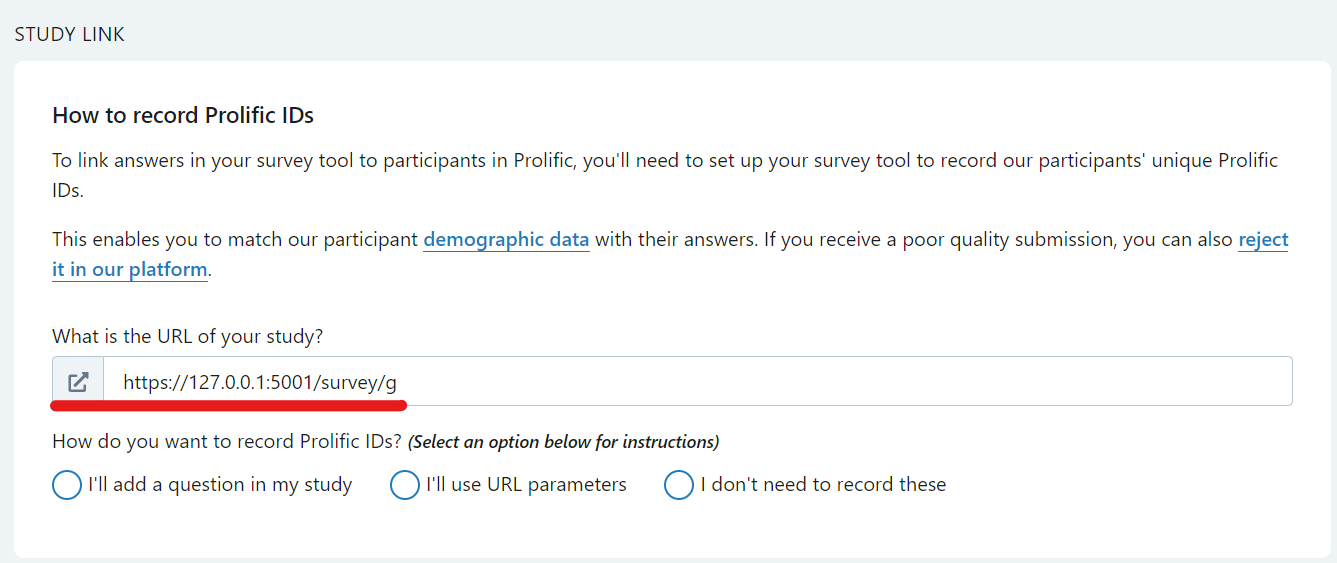 STUDY LINK
How to record Prolific IDs
To link answers in your survey tool to participants in Prolific, you'll need to set up your survey tool to record our participants' unique Prolific
IDs.
This enables you to match our participant demographic data with their answers. If you receive a poor quality submission, you can also reject
it in our platform.
What is the URL of your study?
https://127.0.0.1:5001/survey/g
How do you want to record Prolific IDs? (Select an option below for instructions)
I'll add a question in my study I'll use URL parameters I don't need to record these